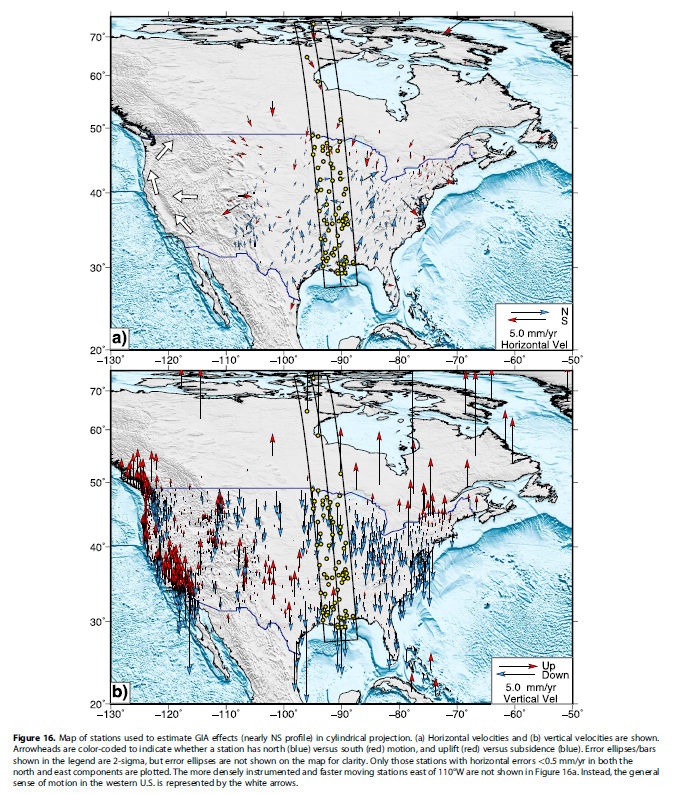 70˚
60˚
50˚
40˚
30˚
20˚
a)
N
S
5.0 mm/yr
Horizontal Vel
−130˚ −120˚ −110˚ −100˚ −90˚ −80˚ −70˚ −60˚ −50˚
70˚
60˚
50˚
40˚
30˚
20˚
b)
Up
Down
5.0 mm/yr
Vertical Vel
−130˚ −120˚ −110˚ −100˚ −90˚ −80˚ −70˚ −60˚ −50˚
Figure 16. Map of stations used to estimate GIA effects (nearly NS profile) in cylindrical projection. (a) Horizontal velocities and (b) vertical velocities are shown.
Arrowheads are color-coded to indicate whether a station has north (blue) versus south (red) motion, and uplift (red) versus subsidence (blue). Error ellipses/bars
shown in the legend are 2-sigma, but error ellipses are not shown on the map for clarity. Only those stations with horizontal errors <0.5 mm/yr in both the
north and east components are plotted. The more densely instrumented and faster moving stations east of 110°W are not shown in Figure 16a. Instead, the general
sense of motion in the western U.S. is represented by the white arrows.